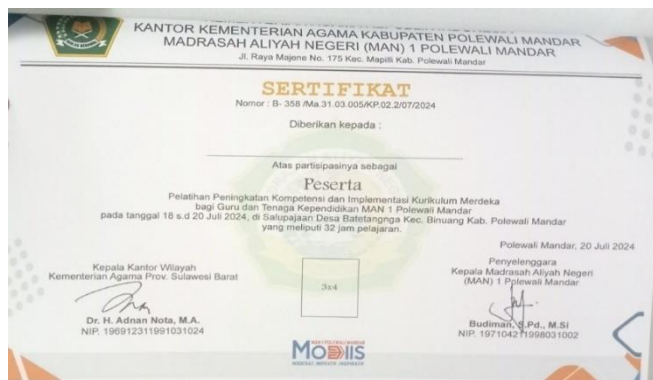 KANTOR KEMENTERIAN AGAMA KABUPATEN POLEWALI MANDAR
MADRASAH ALIYAH NEGERI (MAN) 1 POLEWALI MANDAR
Jl. Raya Majene No. 175 Kec. Mapilli Kab. Polewali Mandar
SERTIFIKAT
Nomor : B- 358 /Ma.31.03.005/KP.02.2/07/2024
Diberikan kepada :
Atas partisipasinya sebagai
Peserta
Pelatihan Peningkatan Kompetensi dan Implementasi Kurikulum Merdeka
bagi Guru dan Tenaga Kependidikan MAN 1 Polewali Mandar
pada tanggal 18 s.d 20 Juli 2024, di Salupajaan Desa Batetangnga Kec. Binuang Kab. Polewali Mandar
yang meliputi 32 jam pelajaran.
Polewali Mandar, 20 Juli 2024
Kepala Kantor Wilayah
Kementerian Agama Prov. Sulawesi Barat
Dr. H. Adnan Nota, M.A.
NIP. 196912311991031024
3x4
Penyelenggara
Kepala Madrasah Aliyah Negeri
(MAN) 1 Polewali Mandar
Budiman, S.Pd., M.Si
NIP. 197104211998031002
MAN 1 POLEWALI MANDAR